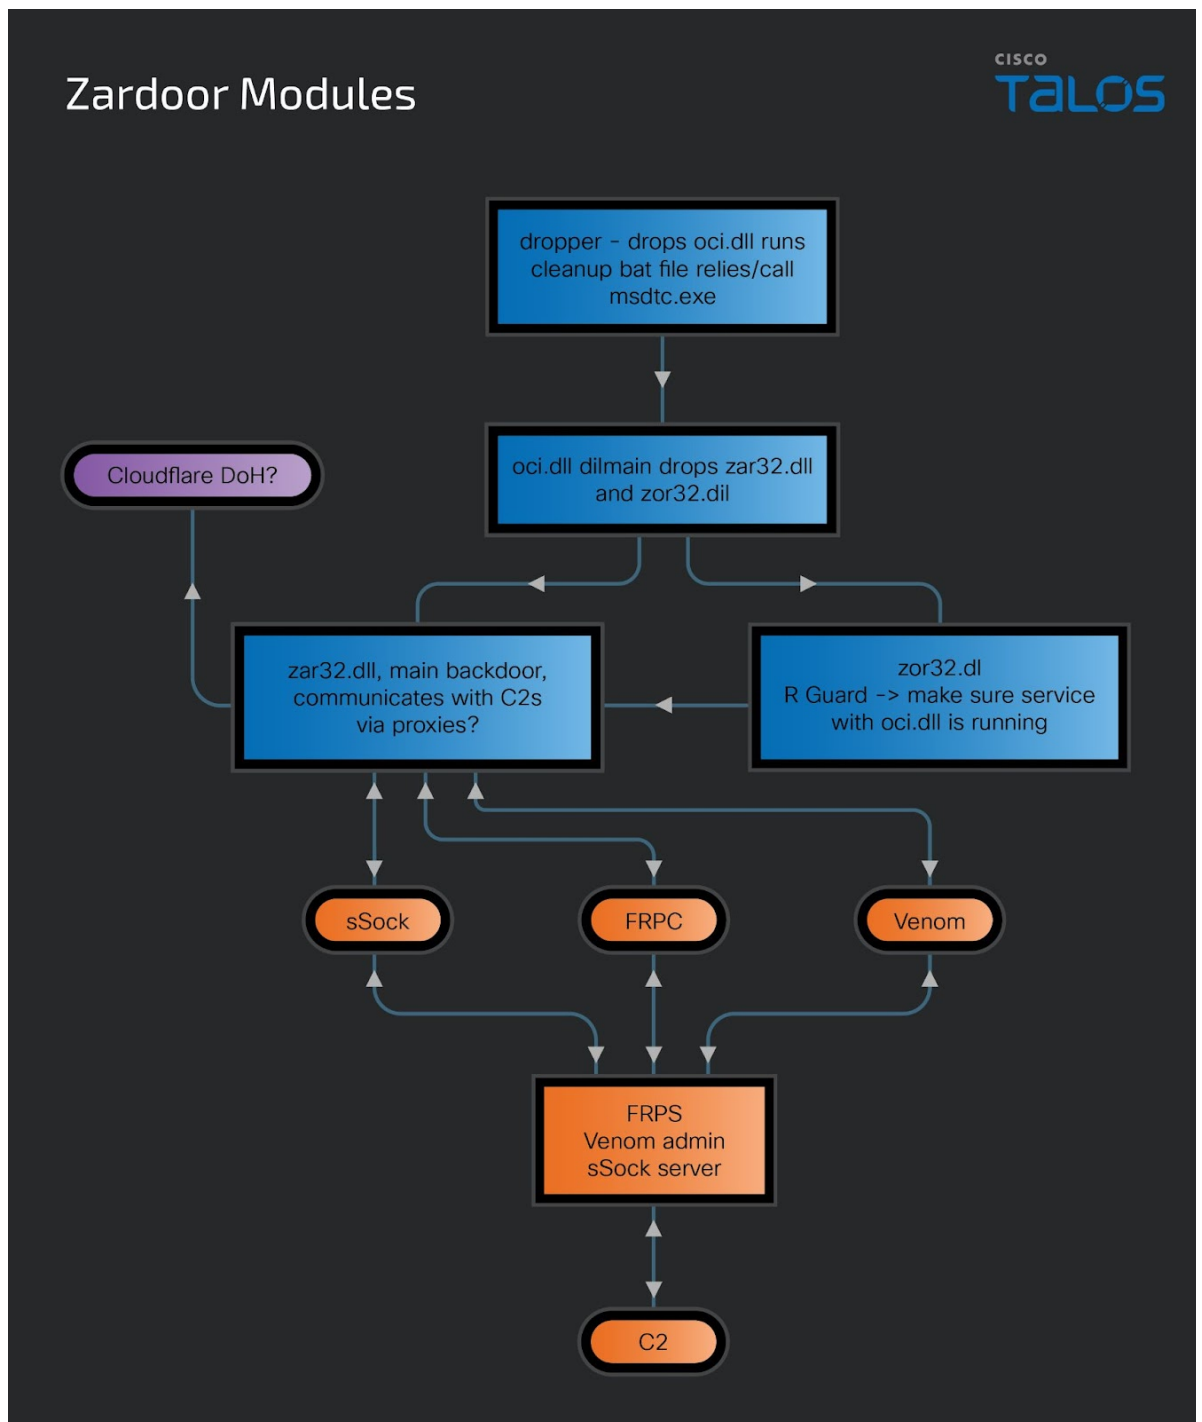 Zardoor Modules
CISCO
TALOS
dropper - drops oci.dll runs
cleanup bat file relies/call
msdtc.exe
oci.dll dilmain drops zar32.dll
and zor32.dil
Cloudflare DoH?
zar32.dll, main backdoor,
communicates with C2s
via proxies?
zor32.dl
R Guard -> make sure service
with oci.dll is running
sSock
FRPC
Venom
FRPS
Venom admin
sSock server
C2